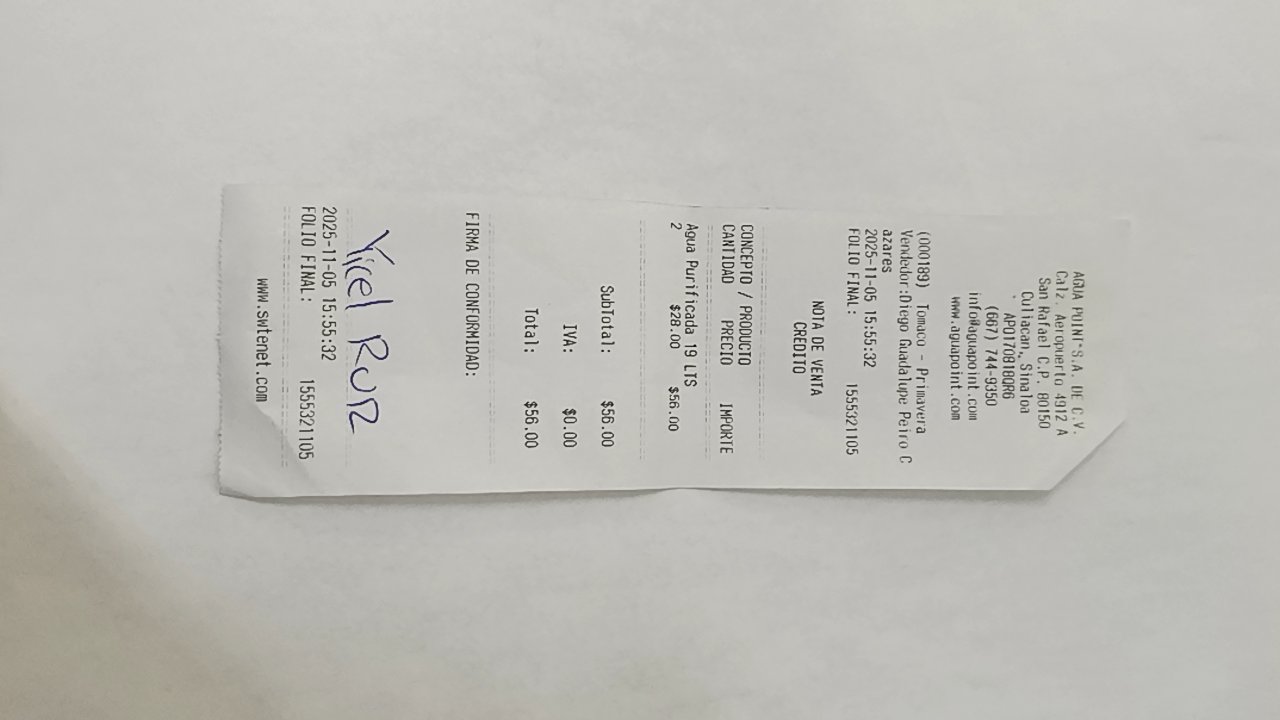 AGUA POINT S.A. DE C.V.
Calz. Aeropuerto 4912 A
San Rafael C.P. 80150
Culiacan, Sinaloa
. APO170818QR6
(667) 744-9350
info@aguapoint.com
www.aguapoint.com
(000189) Tomaco - Primavera
Vendedor:Diego Guadalupe Peiro C
azares
2025-11-05 15:55:32
FOLIO FINAL: 1555321105
NOTA DE VENTA
CREDITO
CONCEPTO / PRODUCTO
CANTIDAD PRECIO IMPORTE
Agua Purificada 19 LTS
2 $28.00 $56.00
SubTotal: $56.00
IVA: $0.00
Total: $56.00
FIRMA DE CONFORMIDAD:
Yicel Ruiz
2025-11-05 15:55:32
FOLIO FINAL: 1555321105
www.swtenet.com